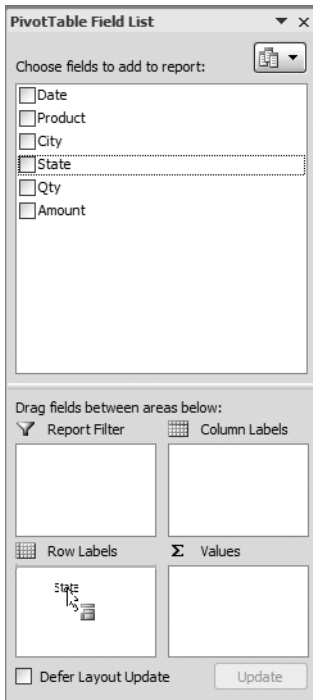 PivotTable Field List
Choose fields to add to report:
Date
Product
City
State
Qty
Amount
Drag fields between areas below:
Report Filter
Column Labels
Row Labels
Σ Values
State
Defer Layout Update
Update